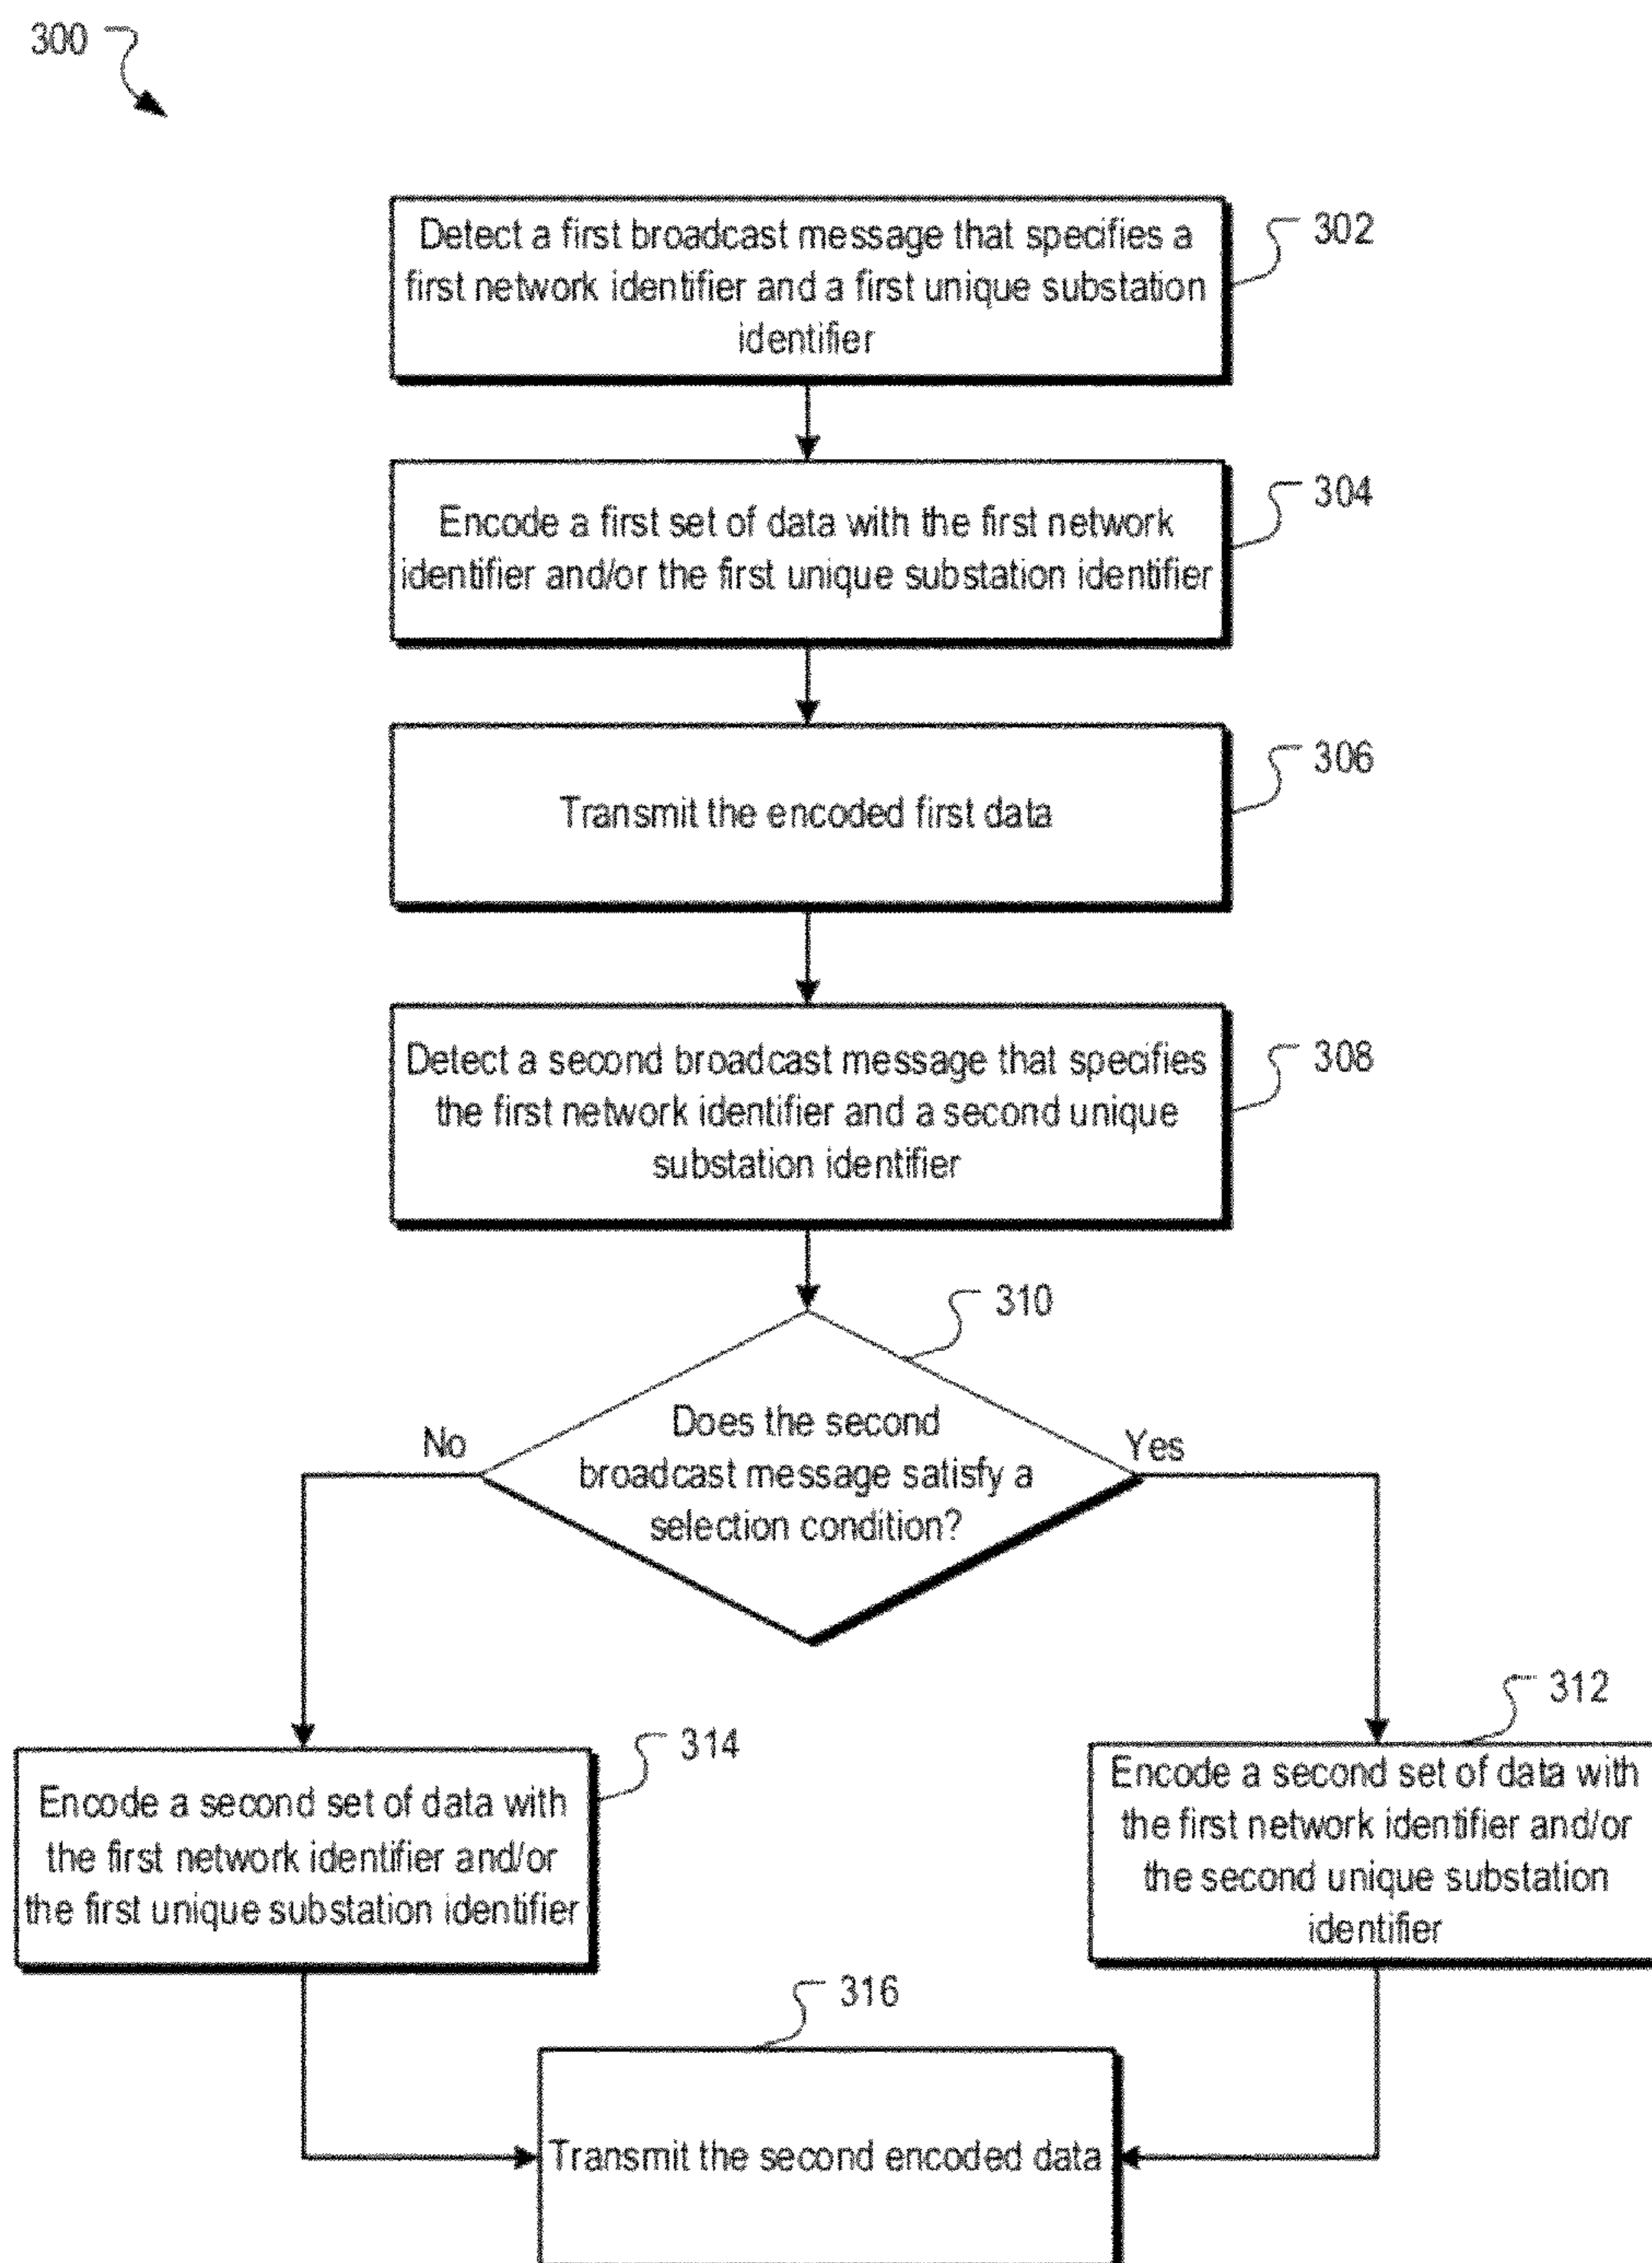 300
Detect a first broadcast message that specifies a
first network identifier and a first unique substation
identifier
302
Encode a first set of data with the first network
identifier and/or the first unique substation identifier
304
Transmit the encoded first data
306
Detect a second broadcast message that specifies
the first network identifier and a second unique
substation identifier
308
310
Does the second
broadcast message satisfy a
selection condition?
No
Yes
314
Encode a second set of data with
the first network identifier and/or
the first unique substation identifier
312
Encode a second set of data with
the first network identifier and/or
the second unique substation
identifier
316
Transmit the second encoded data